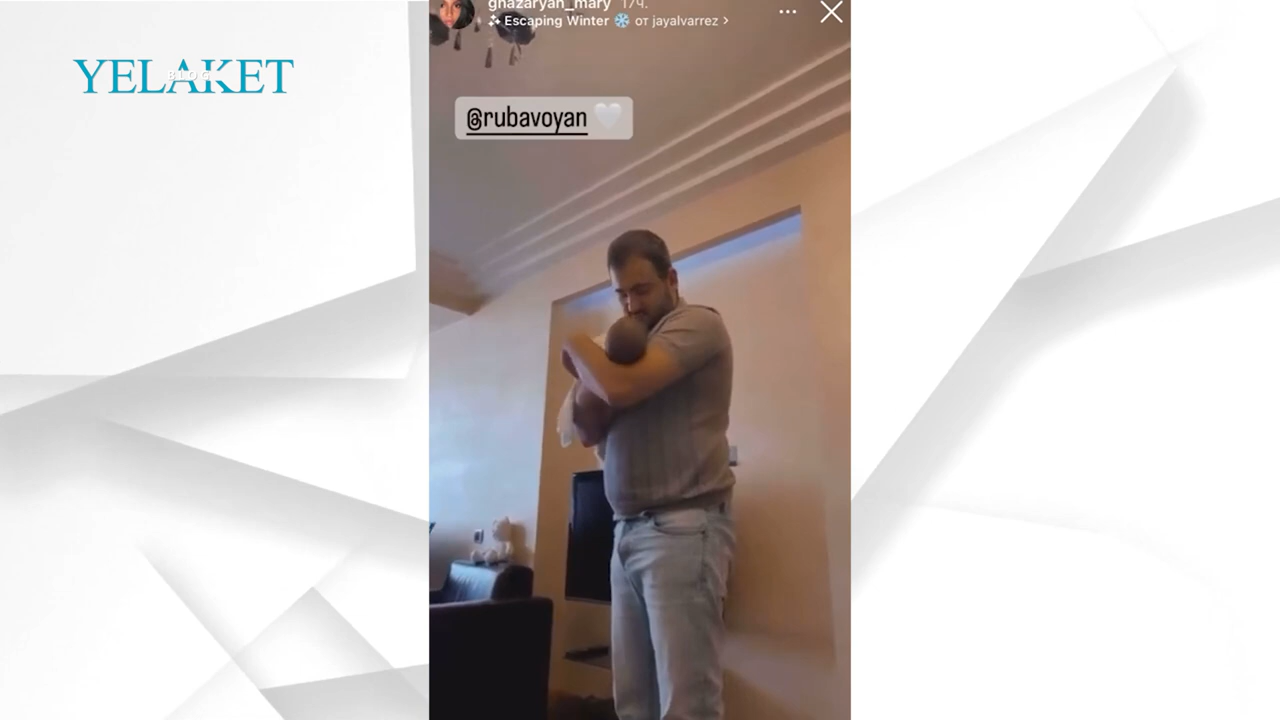 YELAKET
BLOG
ghazaryan_mary 17ч.
Escaping Winter от jayalvarrez >
@rubavoyan